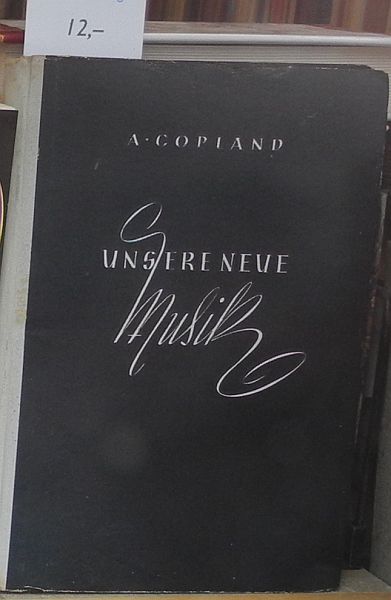 12,-
A·COPLAND
UNSERE NEUE
Musik